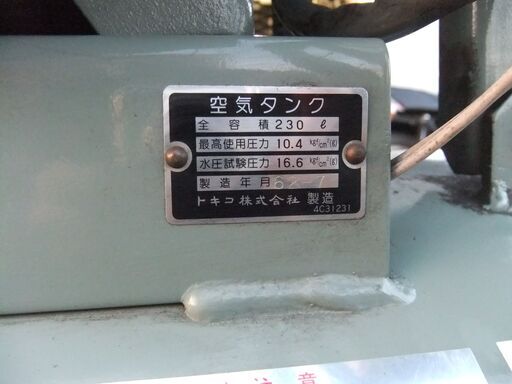 空気タンク
全容積 230 ℓ
最高使用圧力 10.4 kgf/cm²(g)
水圧試験圧力 16.6 kgf/cm²(g)
製造年月
トキコ株式会社 製造
4C31231
注意